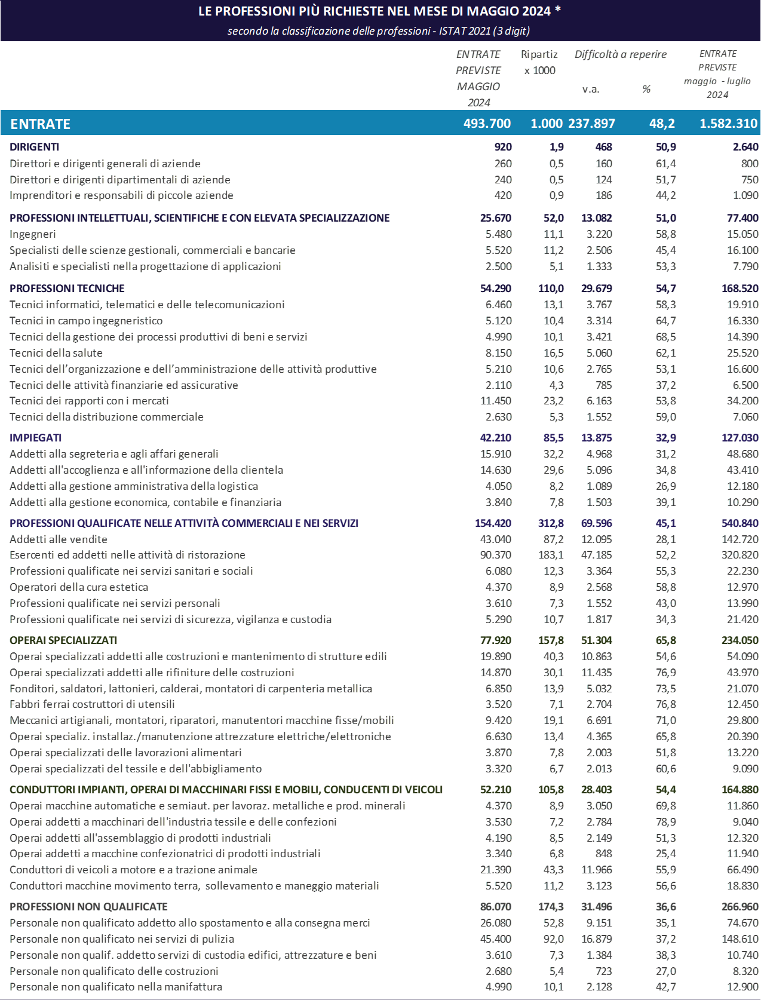 LE PROFESSIONI PIÙ RICHIESTE NEL MESE DI MAGGIO 2024 *
secondo la classificazione delle professioni - ISTAT 2021 (3 digit)
ENTRATE PREVISTE MAGGIO 2024 Ripartiz x 1000 Difficoltà a reperire v.a. % ENTRATE PREVISTE maggio - luglio 2024
ENTRATE 493.700 1.000 237.897 48,2 1.582.310
DIRIGENTI 920 1,9 468 50,9 2.640
Direttori e dirigenti generali di aziende 260 0,5 160 61,4 800
Direttori e dirigenti dipartimentali di aziende 240 0,5 124 51,7 750
Imprenditori e responsabili di piccole aziende 420 0,9 186 44,2 1.090
PROFESSIONI INTELLETTUALI, SCIENTIFICHE E CON ELEVATA SPECIALIZZAZIONE 25.670 52,0 13.082 51,0 77.400
Ingegneri 5.480 11,1 3.220 58,8 15.050
Specialisti delle scienze gestionali, commerciali e bancarie 5.520 11,2 2.506 45,4 16.100
Analisiti e specialisti nella progettazione di applicazioni 2.500 5,1 1.333 53,3 7.790
PROFESSIONI TECNICHE 54.290 110,0 29.679 54,7 168.520
Tecnici informatici, telematici e delle telecomunicazioni 6.460 13,1 3.767 58,3 19.910
Tecnici in campo ingegneristico 5.120 10,4 3.314 64,7 16.330
Tecnici della gestione dei processi produttivi di beni e servizi 4.990 10,1 3.421 68,5 14.390
Tecnici della salute 8.150 16,5 5.060 62,1 25.520
Tecnici dell’organizzazione e dell’amministrazione delle attività produttive 5.210 10,6 2.765 53,1 16.600
Tecnici delle attività finanziarie ed assicurative 2.110 4,3 785 37,2 6.500
Tecnici dei rapporti con i mercati 11.450 23,2 6.163 53,8 34.200
Tecnici della distribuzione commerciale 2.630 5,3 1.552 59,0 7.060
IMPIEGATI 42.210 85,5 13.875 32,9 127.030
Addetti alla segreteria e agli affari generali 15.910 32,2 4.968 31,2 48.680
Addetti all'accoglienza e all'informazione della clientela 14.630 29,6 5.096 34,8 43.410
Addetti alla gestione amministrativa della logistica 4.050 8,2 1.089 26,9 12.180
Addetti alla gestione economica, contabile e finanziaria 3.840 7,8 1.503 39,1 10.290
PROFESSIONI QUALIFICATE NELLE ATTIVITÀ COMMERCIALI E NEI SERVIZI 154.420 312,8 69.596 45,1 540.840
Addetti alle vendite 43.040 87,2 12.095 28,1 142.720
Esercenti ed addetti nelle attività di ristorazione 90.370 183,1 47.185 52,2 320.820
Professioni qualificate nei servizi sanitari e sociali 6.080 12,3 3.364 55,3 22.230
Operatori della cura estetica 4.370 8,9 2.568 58,8 12.970
Professioni qualificate nei servizi personali 3.610 7,3 1.552 43,0 13.990
Professioni qualificate nei servizi di sicurezza, vigilanza e custodia 5.290 10,7 1.817 34,3 21.420
OPERAI SPECIALIZZATI 77.920 157,8 51.304 65,8 234.050
Operai specializzati addetti alle costruzioni e mantenimento di strutture edili 19.890 40,3 10.863 54,6 54.090
Operai specializzati addetti alle rifiniture delle costruzioni 14.870 30,1 11.435 76,9 43.970
Fonditori, saldatori, lattonieri, calderai, montatori di carpenteria metallica 6.850 13,9 5.032 73,5 21.070
Fabbri ferrai costruttori di utensili 3.520 7,1 2.704 76,8 12.450
Meccanici artigianali, montatori, riparatori, manutentori macchine fisse/mobili 9.420 19,1 6.691 71,0 29.800
Operai specializ. installaz./manutenzione attrezzature elettriche/elettroniche 6.630 13,4 4.365 65,8 20.390
Operai specializzati delle lavorazioni alimentari 3.870 7,8 2.003 51,8 13.220
Operai specializzati del tessile e dell'abbigliamento 3.320 6,7 2.013 60,6 9.090
CONDUTTORI IMPIANTI, OPERAI DI MACCHINARI FISSI E MOBILI, CONDUCENTI DI VEICOLI 52.210 105,8 28.403 54,4 164.880
Operai macchine automatiche e semiaut. per lavoraz. metalliche e prod. minerali 4.370 8,9 3.050 69,8 11.860
Operai addetti a macchinari dell'industria tessile e delle confezioni 3.530 7,2 2.784 78,9 9.040
Operai addetti all'assemblaggio di prodotti industriali 4.190 8,5 2.149 51,3 12.320
Operai addetti a macchine confezionatrici di prodotti industriali 3.340 6,8 848 25,4 11.940
Conduttori di veicoli a motore e a trazione animale 21.390 43,3 11.966 55,9 66.490
Conduttori macchine movimento terra, sollevamento e maneggio materiali 5.520 11,2 3.123 56,6 18.830
PROFESSIONI NON QUALIFICATE 86.070 174,3 31.496 36,6 266.960
Personale non qualificato addetto allo spostamento e alla consegna merci 26.080 52,8 9.151 35,1 74.670
Personale non qualificato nei servizi di pulizia 45.400 92,0 16.879 37,2 148.610
Personale non qualif. addetto servizi di custodia edifici, attrezzature e beni 3.610 7,3 1.384 38,3 10.740
Personale non qualificato delle costruzioni 2.680 5,4 723 27,0 8.320
Personale non qualificato nella manifattura 4.990 10,1 2.128 42,7 12.900